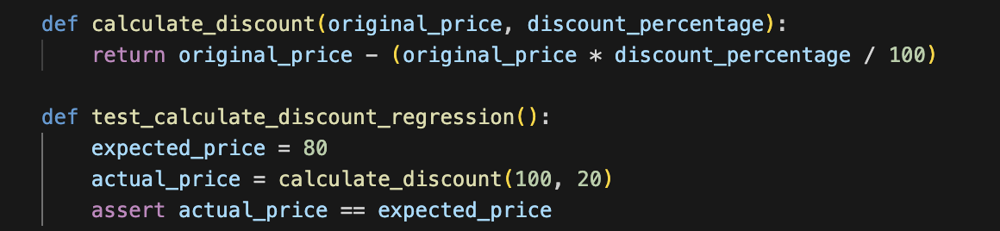 def calculate_discount(original_price, discount_percentage):
    return original_price - (original_price * discount_percentage / 100)

def test_calculate_discount_regression():
    expected_price = 80
    actual_price = calculate_discount(100, 20)
    assert actual_price == expected_price